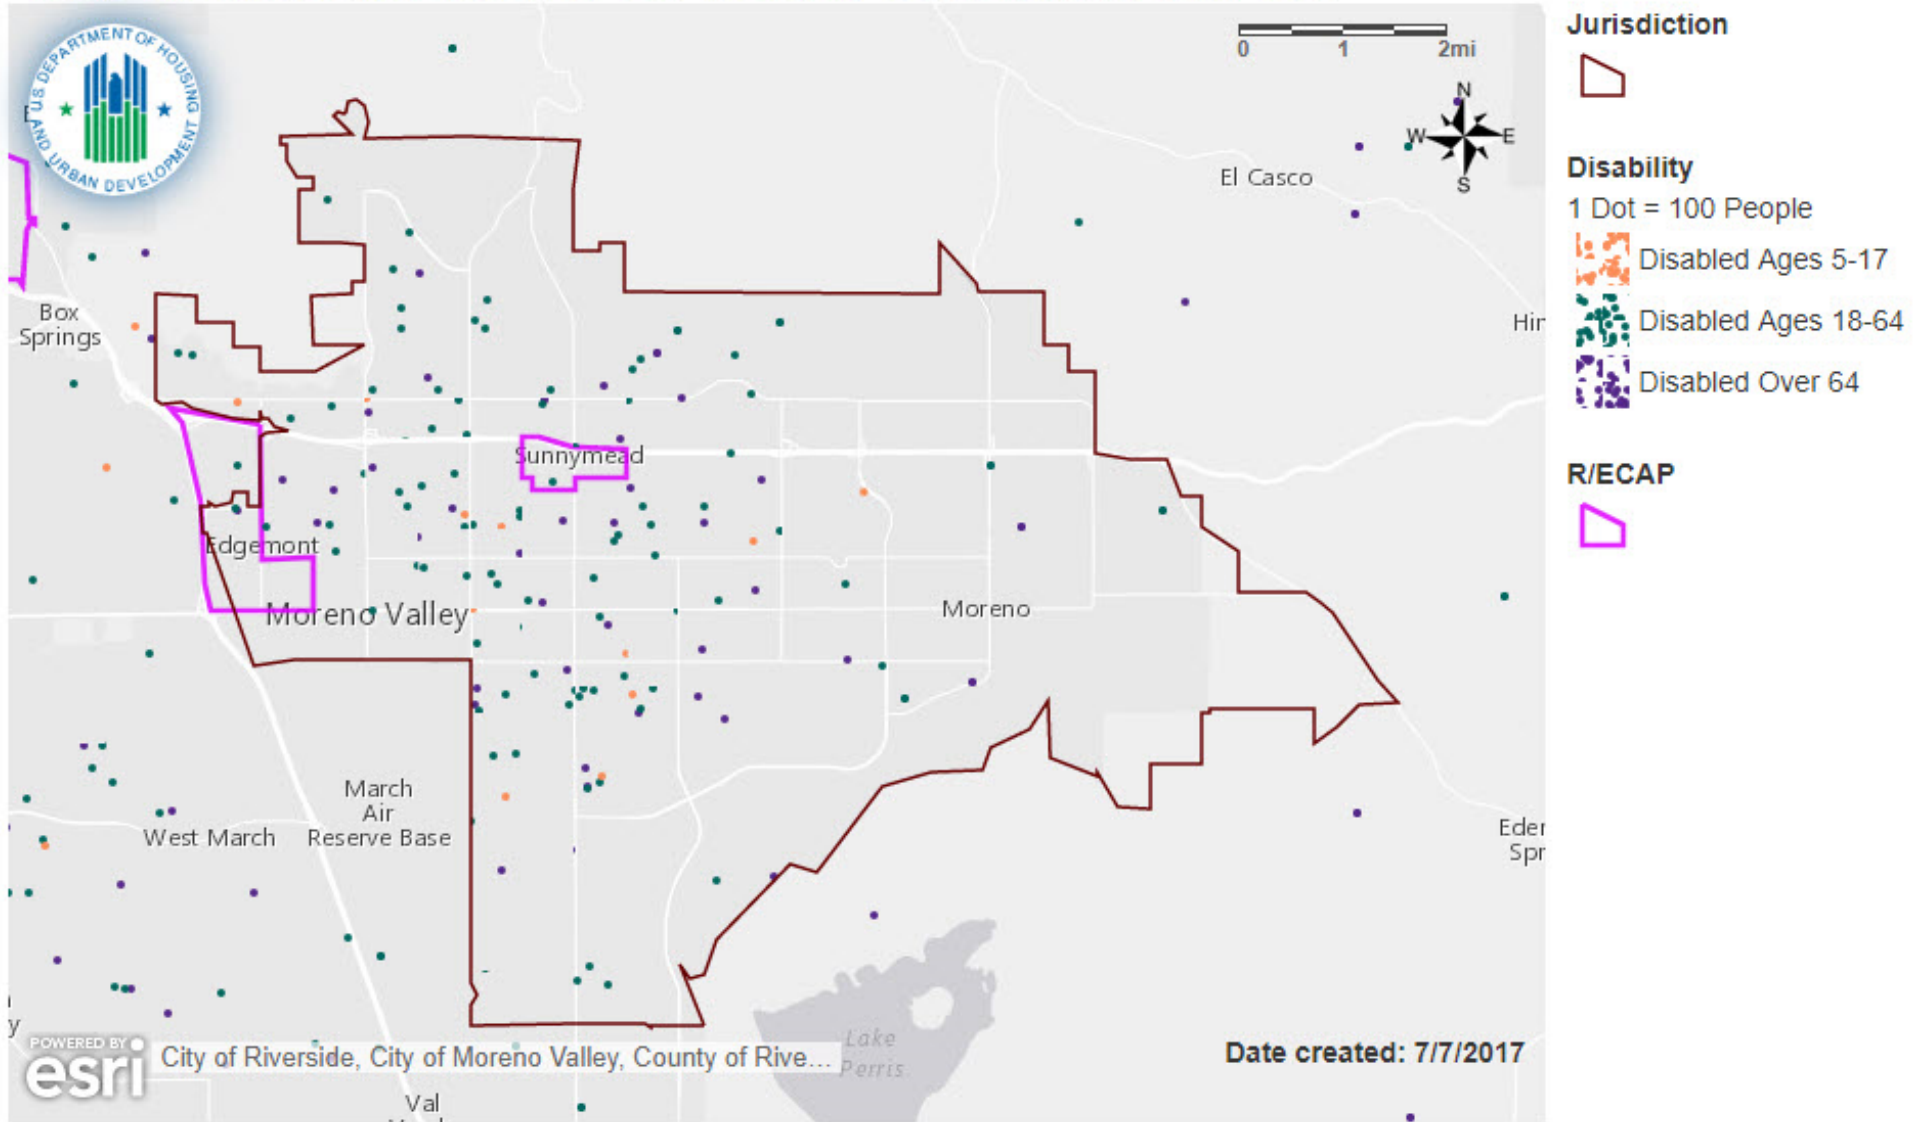 U.S. DEPARTMENT OF HOUSING
AND URBAN DEVELOPMENT
0 1 2mi
N
W E
S
El Casco
Box
Springs
Hin
Sunnymead
Edgemont
Moreno Valley
Moreno
March
Air
Reserve Base
West March
Eder
Spr
y
Lake
Perris
POWERED BY
esri
City of Riverside, City of Moreno Valley, County of Rive...
Date created: 7/7/2017
Val
Jurisdiction
Disability
1 Dot = 100 People
Disabled Ages 5-17
Disabled Ages 18-64
Disabled Over 64
R/ECAP